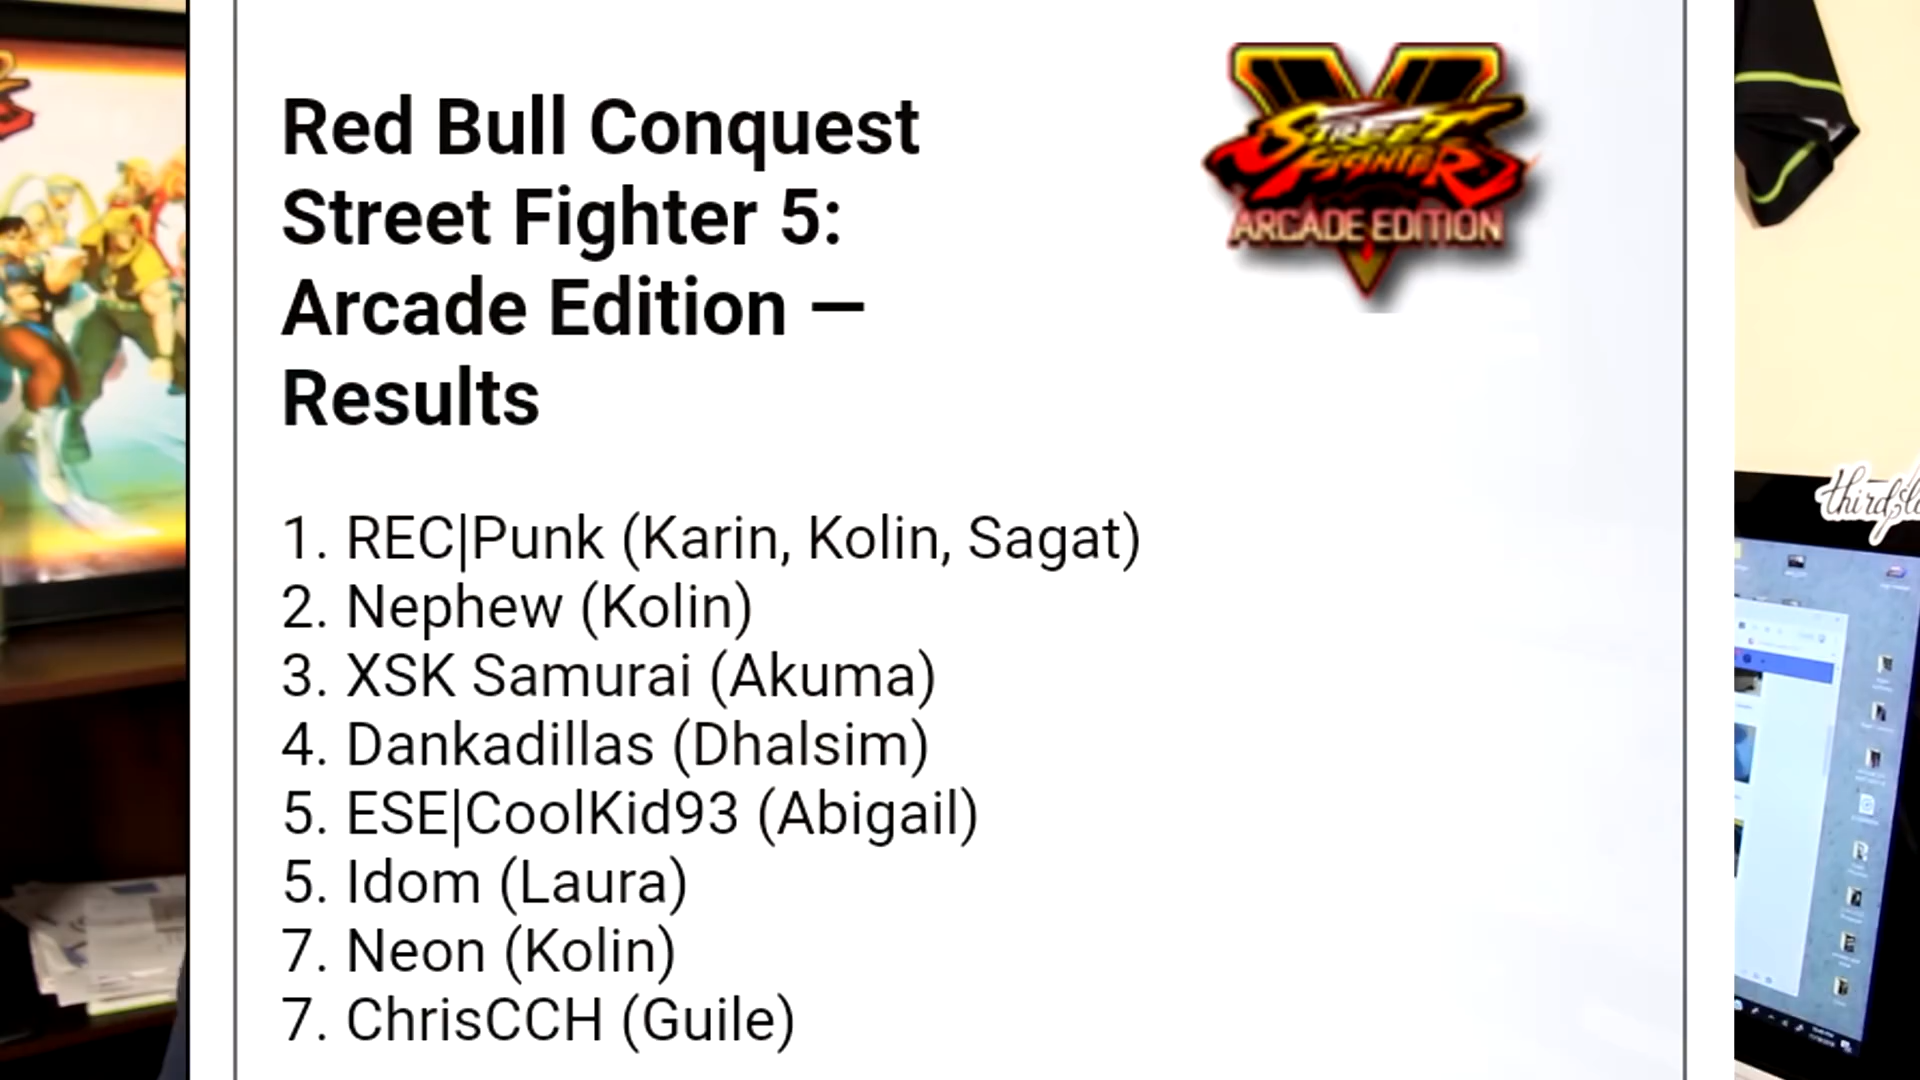 Red Bull Conquest
Street Fighter 5:
Arcade Edition —
Results
V
STREET
FIGHTER
ARCADE EDITION
1. REC|Punk (Karin, Kolin, Sagat)
2. Nephew (Kolin)
3. XSK Samurai (Akuma)
4. Dankadillas (Dhalsim)
5. ESE|CoolKid93 (Abigail)
5. Idom (Laura)
7. Neon (Kolin)
7. ChrisCCH (Guile)